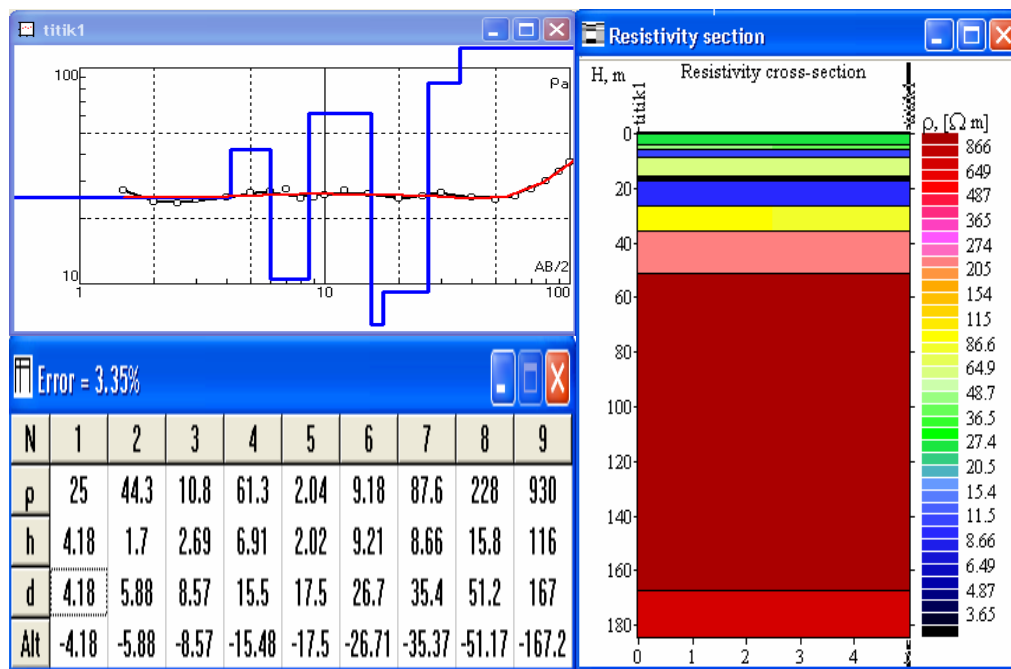 titik1
100
ρa
10
AB/2
1
10
100
Error = 3.35%
N 1 2 3 4 5 6 7 8 9
ρ 25 44.3 10.8 61.3 2.04 9.18 87.6 228 930
h 4.18 1.7 2.69 6.91 2.02 9.21 8.66 15.8 116
d 4.18 5.88 8.57 15.5 17.5 26.7 35.4 51.2 167
Alt -4.18 -5.88 -8.57 -15.48 -17.5 -26.71 -35.37 -51.17 -167.2
Resistivity section
H, m
Resistivity cross-section
titik1
ρ, [Ω m]
0
20
40
60
80
100
120
140
160
180
0 1 2 3 4
866
649
487
365
274
205
154
115
86.6
64.9
48.7
36.5
27.4
20.5
15.4
11.5
8.66
6.49
4.87
3.65